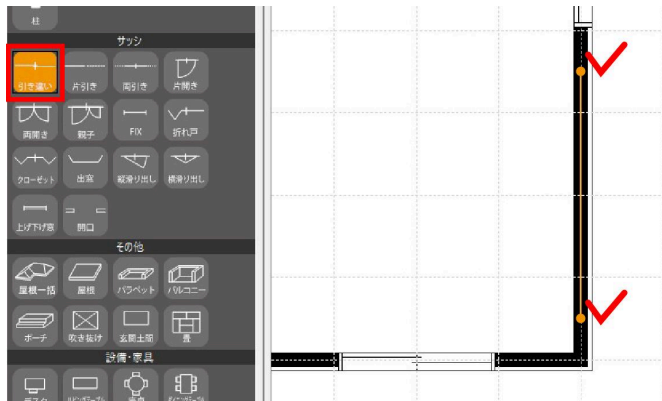 柱
サッシ
引き違い 片引き 両引き 片開き
両開き 親子 FIX 折れ戸
クローゼット 出窓 縦滑り出し 横滑り出し
上げ下げ窓 開口
その他
屋根一括 屋根 パラペット バルコニー
ポーチ 吹き抜け 玄関土間 畳
設備・家具
デスク